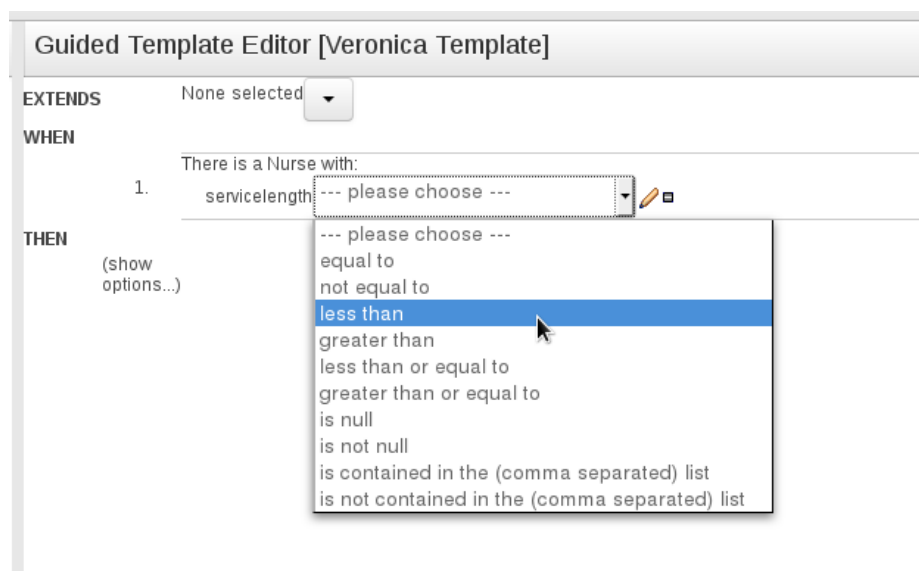 Guided Template Editor [Veronica Template]
EXTENDS None selected
WHEN
There is a Nurse with:
1. servicelength --- please choose ---
--- please choose ---
equal to
not equal to
less than
greater than
less than or equal to
greater than or equal to
is null
is not null
is contained in the (comma separated) list
is not contained in the (comma separated) list
THEN
(show
options...)